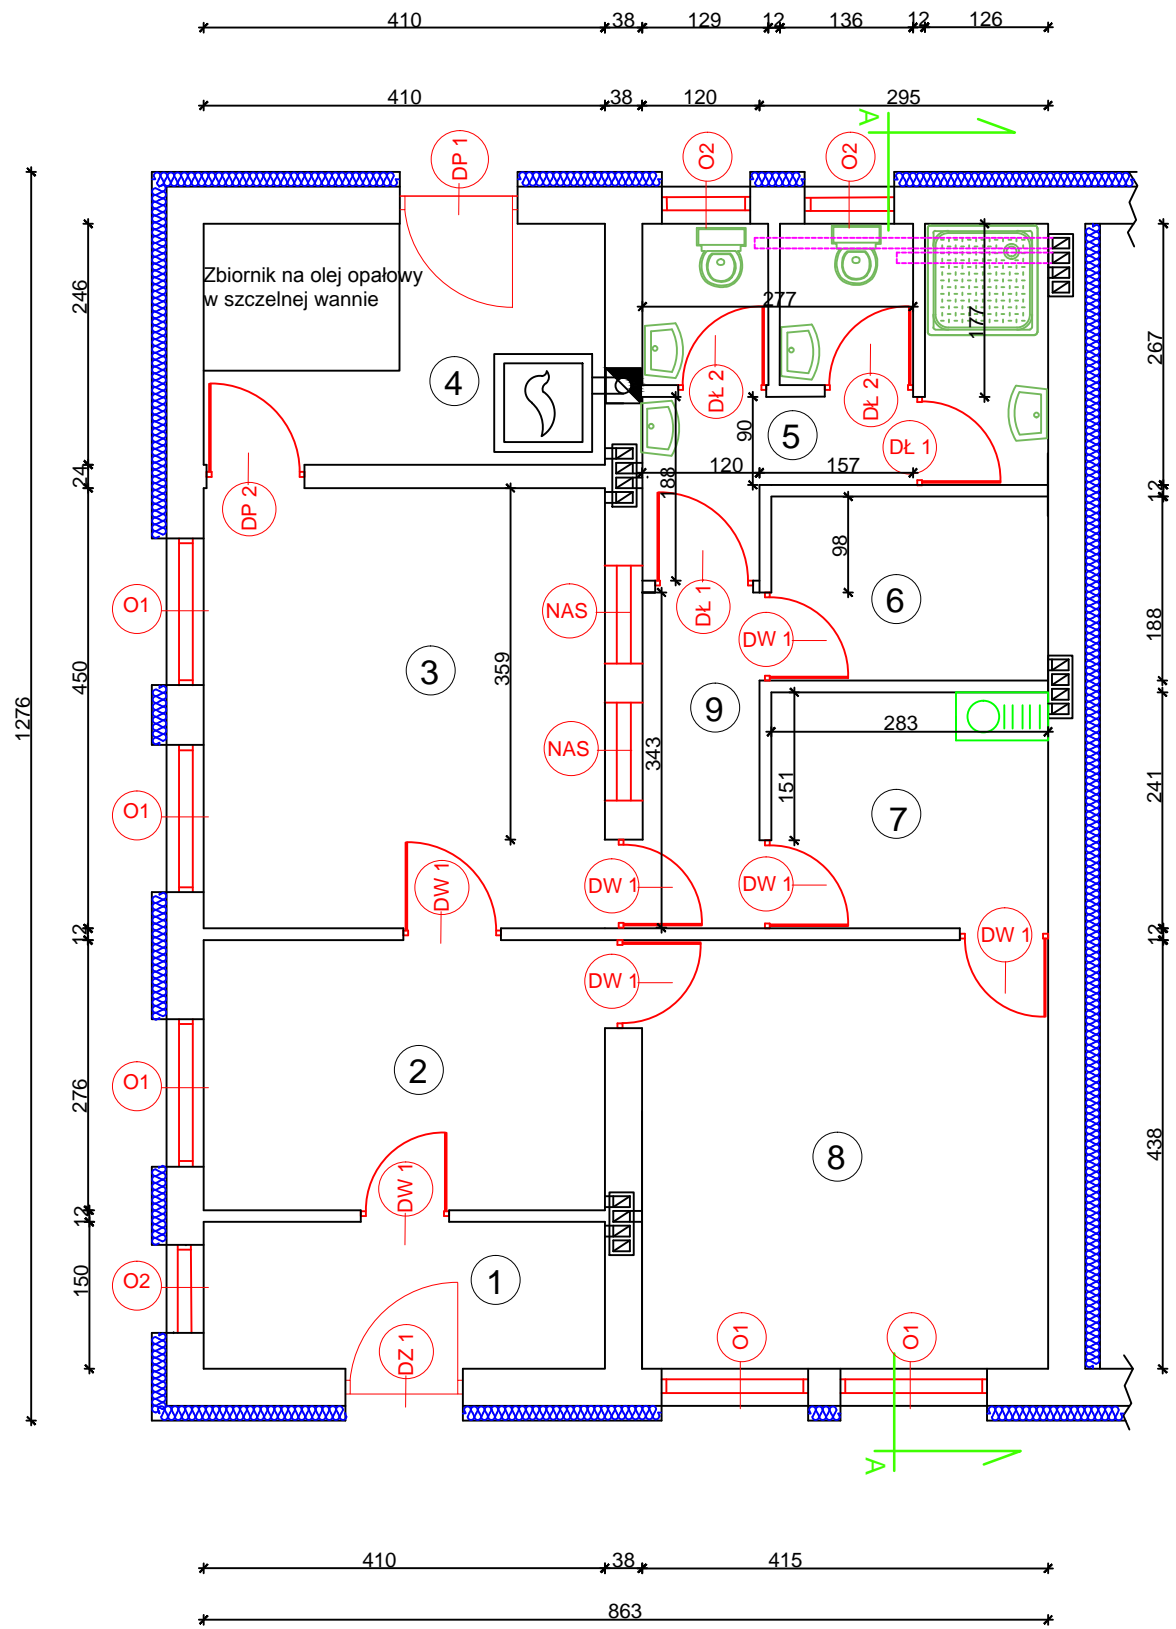 410
38
129
12
136
12
126
410
38
120
295
A
DP 1
O2
O2
Zbiornik na olej opałowy
w szczelnej wannie
246
277
177
267
4
DŁ 2
DŁ 2
5
90
DŁ 1
24
120
157
188
DP 2
12
98
O1
NAS
DŁ 1
6
DW 1
188
3
359
450
1276
9
283
NAS
343
O1
151
7
241
DW 1
DW 1
DW 1
12
DW 1
12
DW 1
2
O1
276
8
438
DW 1
12
1
O2
150
DZ 1
O1
O1
A
410
38
415
863